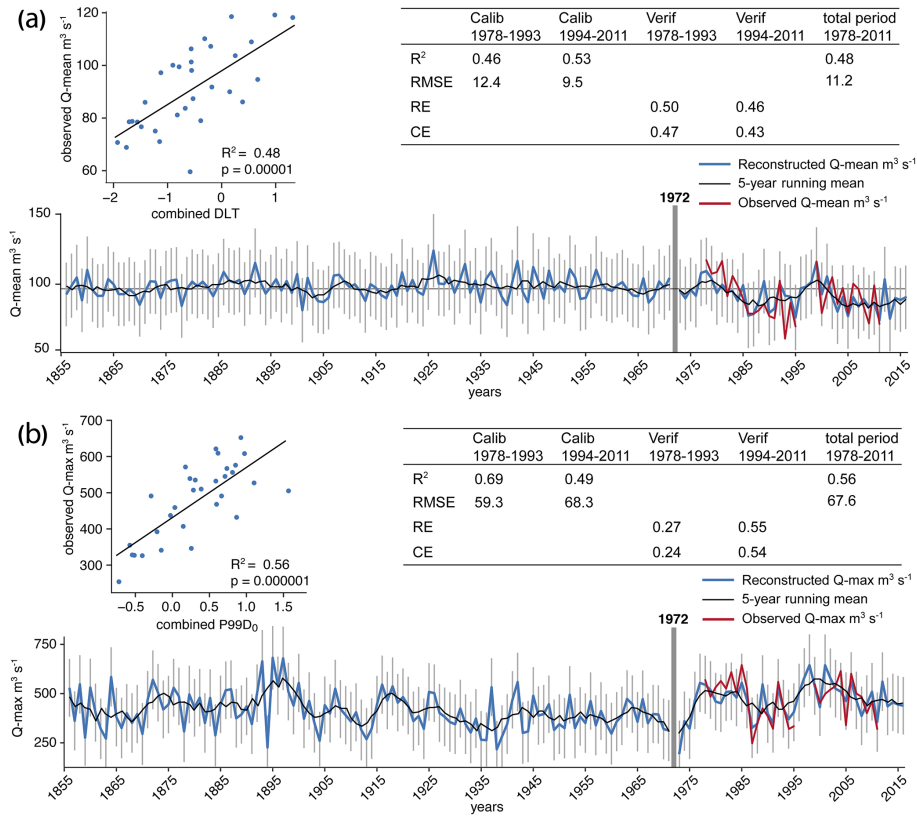 (a)
120
100
80
60
observed Q-mean m³ s⁻¹
R² = 0.48
p = 0.00001
−2 −1 0 1
combined DLT
Calib Calib Verif Verif total period
1978-1993 1994-2011 1978-1993 1994-2011 1978-2011
R² 0.46 0.53 0.48
RMSE 12.4 9.5 11.2
RE 0.50 0.46
CE 0.47 0.43
Reconstructed Q-mean m³ s⁻¹
5-year running mean
Observed Q-mean m³ s⁻¹
1972
150
100
50
Q-mean m³ s⁻¹
1855 1865 1875 1885 1895 1905 1915 1925 1935 1945 1955 1965 1975 1985 1995 2005 2015
years
(b)
700
600
500
400
300
observed Q-max m³ s⁻¹
R² = 0.56
p = 0.000001
−0.5 0.0 0.5 1.0 1.5
combined P99D₀
Calib Calib Verif Verif total period
1978-1993 1994-2011 1978-1993 1994-2011 1978-2011
R² 0.69 0.49 0.56
RMSE 59.3 68.3 67.6
RE 0.27 0.55
CE 0.24 0.54
Reconstructed Q-max m³ s⁻¹
5-year running mean
Observed Q-max m³ s⁻¹
1972
750
500
250
Q-max m³ s⁻¹
1855 1865 1875 1885 1895 1905 1915 1925 1935 1945 1955 1965 1975 1985 1995 2005 2015
years